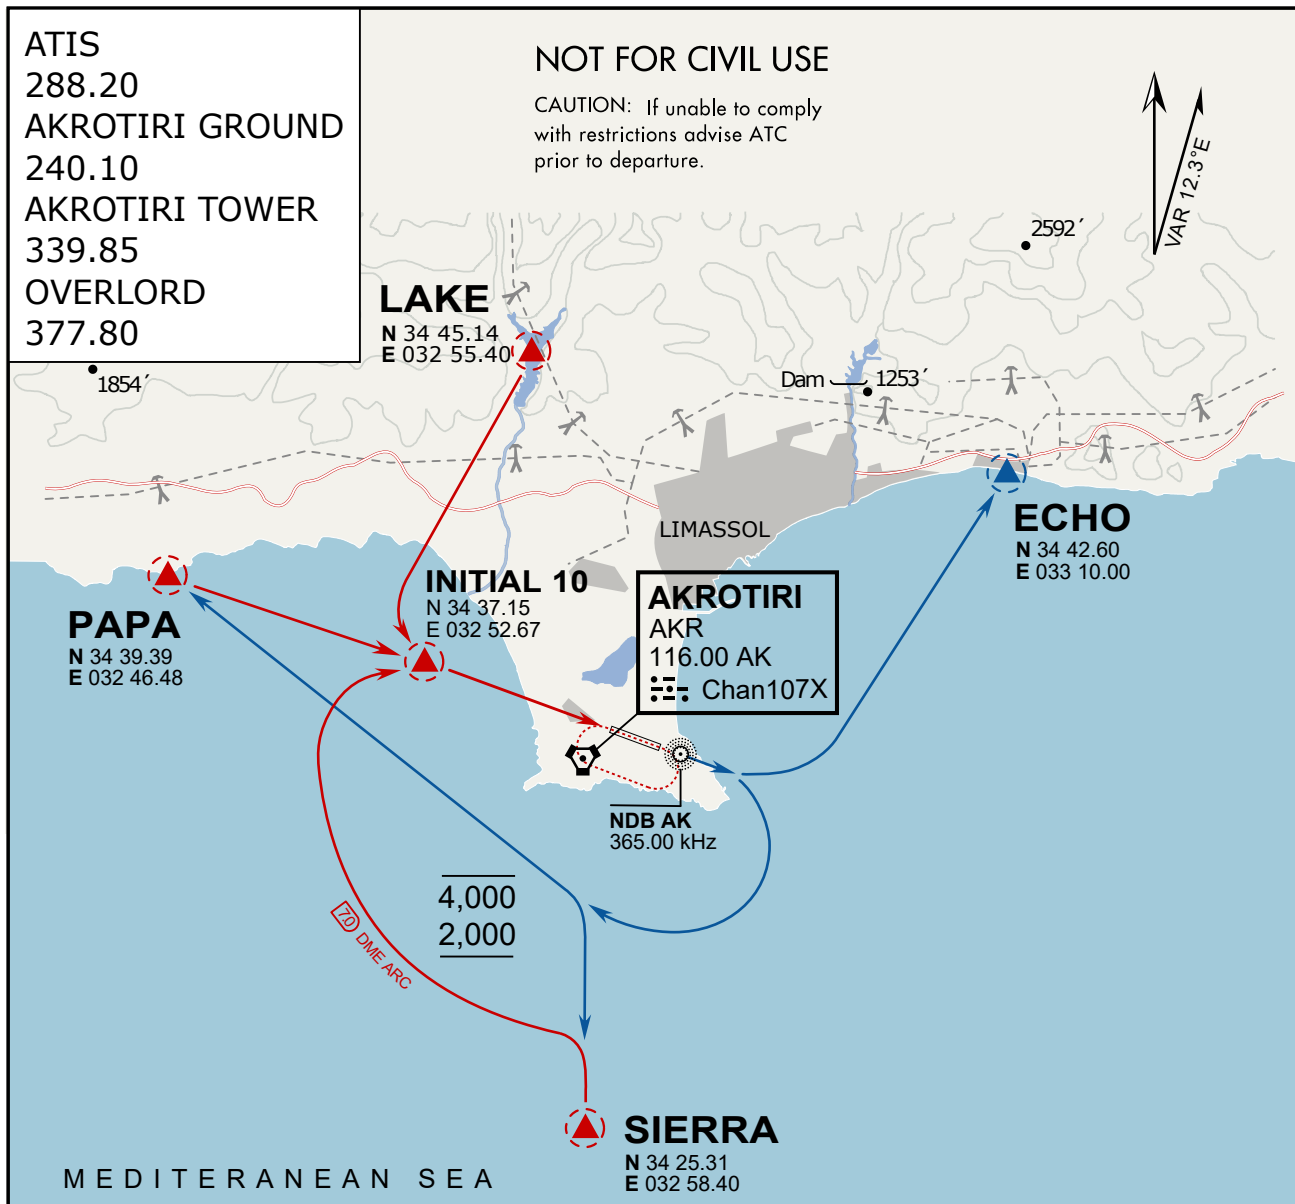 ATIS
288.20
AKROTIRI GROUND
240.10
AKROTIRI TOWER
339.85
OVERLORD
377.80
NOT FOR CIVIL USE
CAUTION: If unable to comply
with restrictions advise ATC
prior to departure.
VAR 12.3°E
2592´
LAKE
N 34 45.14
E 032 55.40
1854´
Dam
1253´
LIMASSOL
ECHO
N 34 42.60
E 033 10.00
PAPA
N 34 39.39
E 032 46.48
INITIAL 10
N 34 37.15
E 032 52.67
AKROTIRI
AKR
116.00 AK
Chan107X
NDB AK
365.00 kHz
4,000
2,000
7.0 DME ARC
SIERRA
N 34 25.31
E 032 58.40
MEDITERANEAN SEA